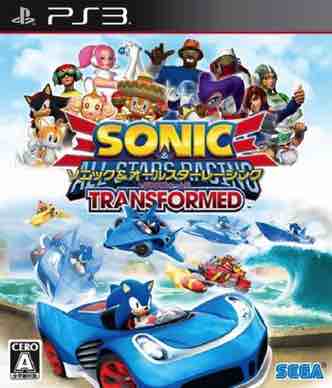 PS3
SONIC
&
ALL-STARS RACING
ソニック&オールスターレーシング
TRANSFORMED
CERO
A
SEGA